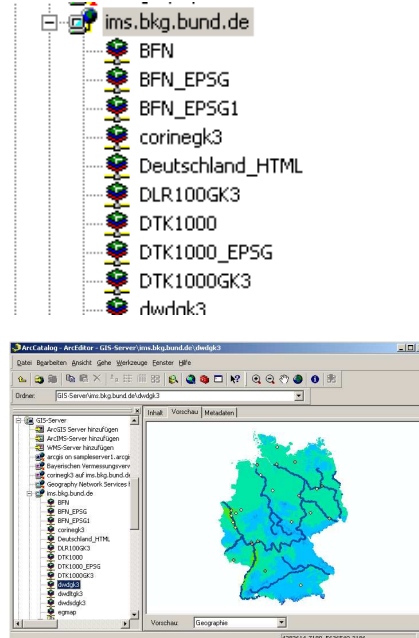 ims.bkg.bund.de
BFN
BFN_EPSG
BFN_EPSG1
corinegk3
Deutschland_HTML
DLR100GK3
DTK1000
DTK1000_EPSG
DTK1000GK3
dwdgk3
ArcCatalog - ArcEditor - GIS-Server\ims.bkg.bund.de\dwdgk3
Datei Bearbeiten Ansicht Gehe Werkzeuge Fenster Hilfe
Ordner: GIS-Server\ims.bkg.bund.de\dwdgk3
Inhalt Vorschau Metadaten
GIS-Server
ArcGIS Server hinzufügen
ArcIMS-Server hinzufügen
WMS-Server hinzufügen
arcgis on sampleserver1.arcgi
Bayerischen Vermessungsverw
corinegk3 auf ims.bkg.bund.de
Geography Network Services
ims.bkg.bund.de
BFN
BFN_EPSG
BFN_EPSG1
corinegk3
Deutschland_HTML
DLR100GK3
DTK1000
DTK1000_EPSG
DTK1000GK3
dwdgk3
dwdltgk3
dwdsdgk3
egmap
Vorschau: Geographie